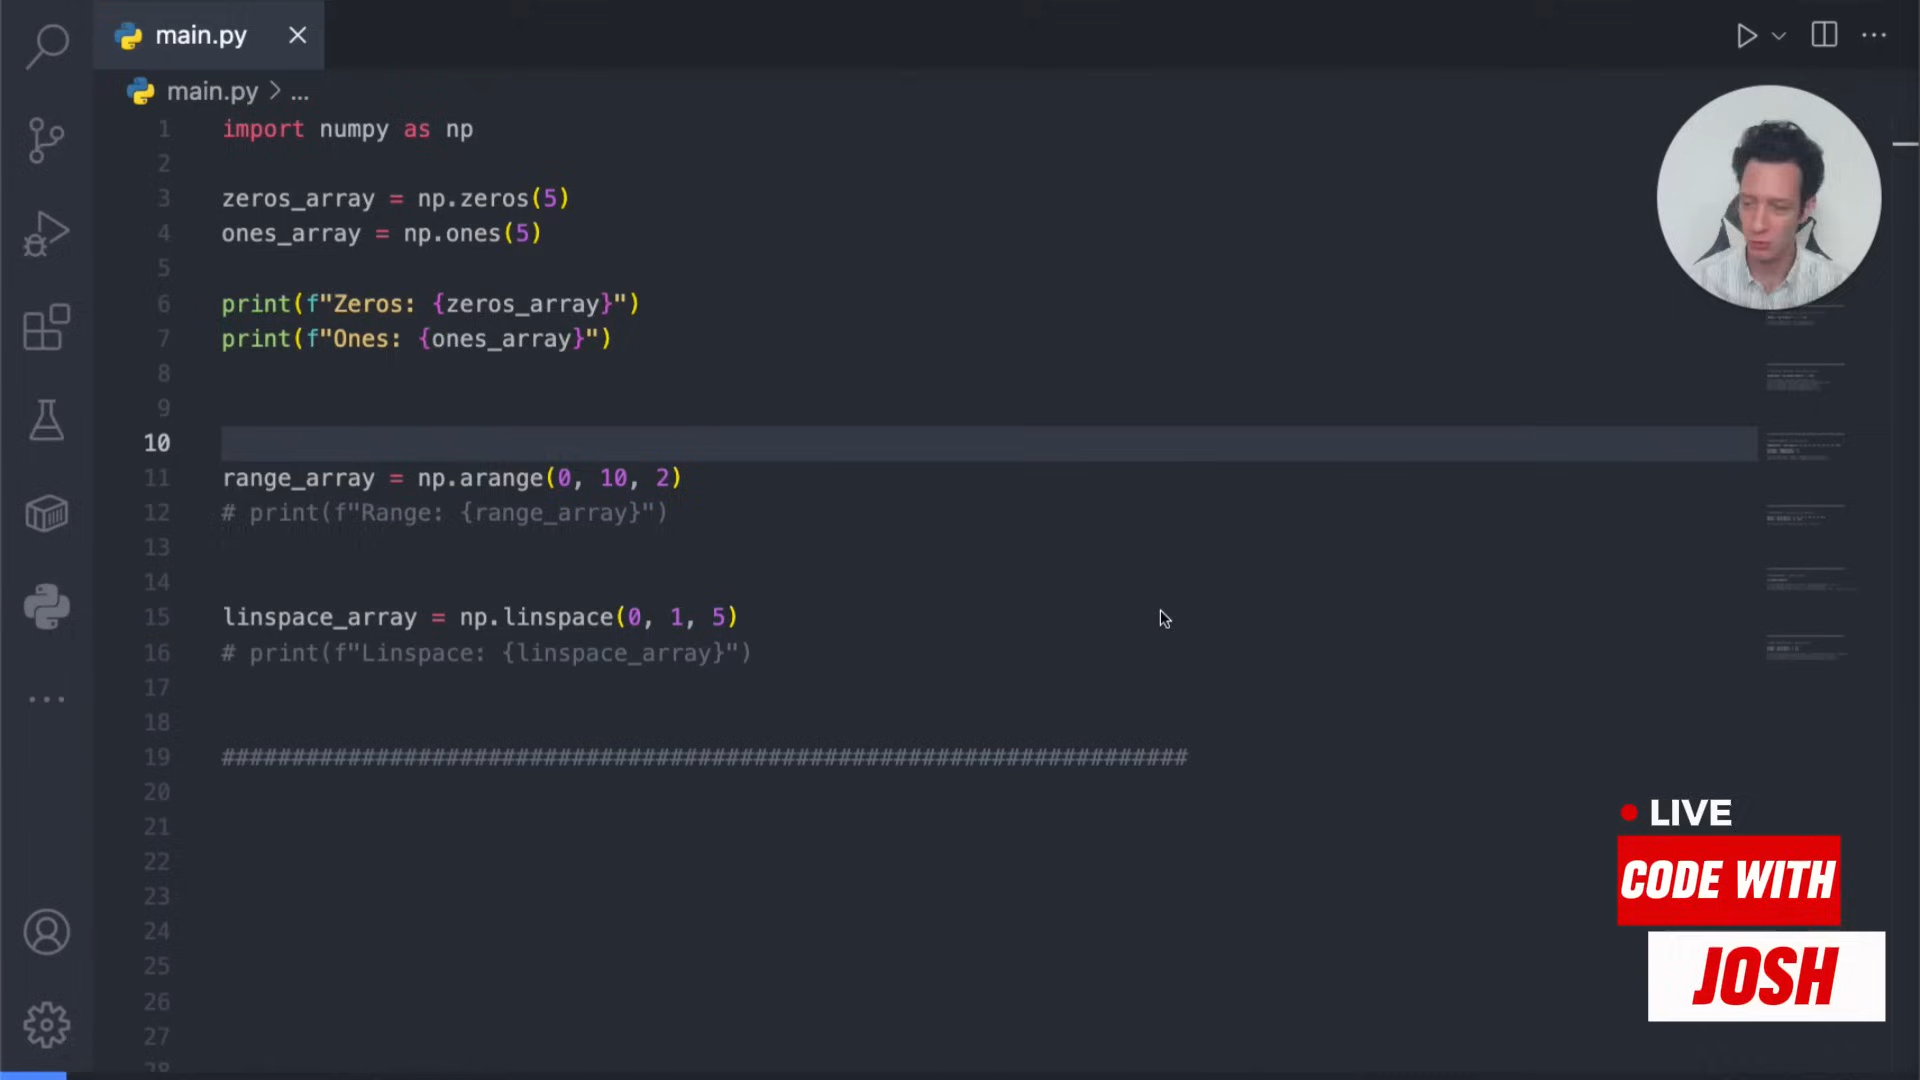 main.py
main.py > ...
1 import numpy as np
2
3 zeros_array = np.zeros(5)
4 ones_array = np.ones(5)
5
6 print(f"Zeros: {zeros_array}")
7 print(f"Ones: {ones_array}")
8
9
10
11 range_array = np.arange(0, 10, 2)
12 # print(f"Range: {range_array}")
13
14
15 linspace_array = np.linspace(0, 1, 5)
16 # print(f"Linspace: {linspace_array}")
17
18
19 #####################################################################
20
21
22
23
24
25
26
27
28
LIVE
CODE WITH
JOSH